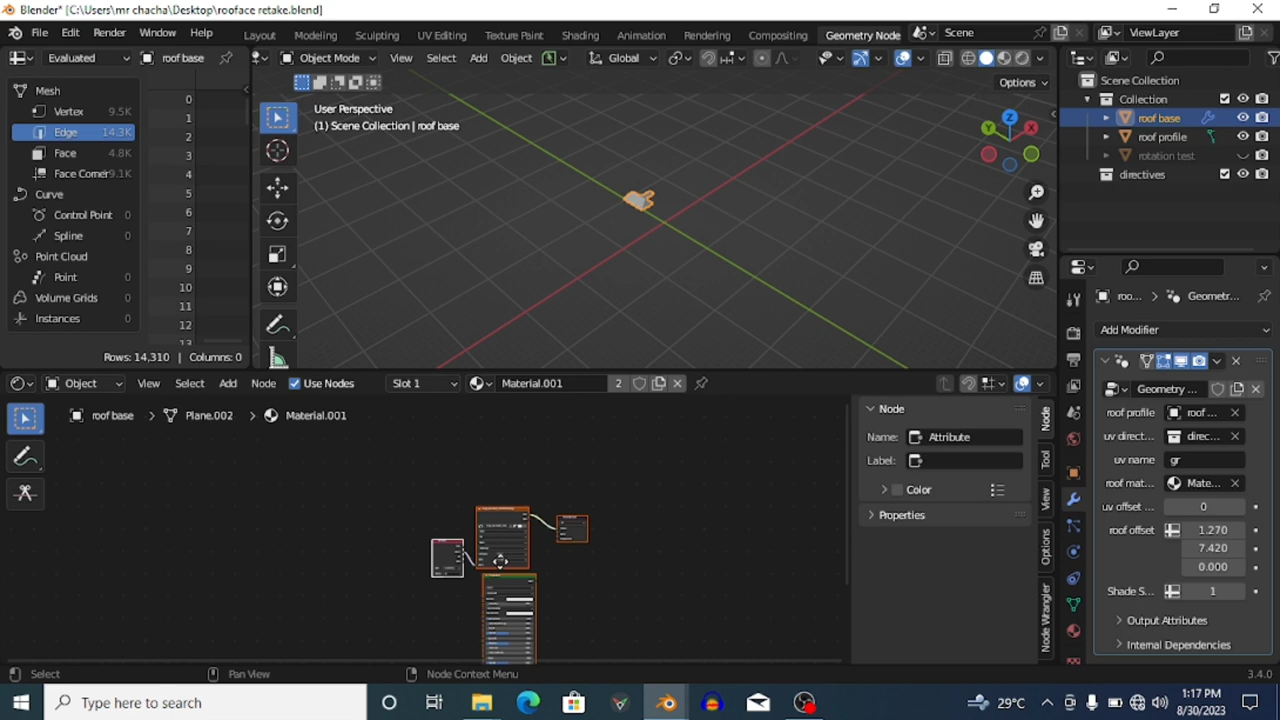 Blender* [C:\Users\mr chacha\Desktop\rooface retake.blend]
File Edit Render Window Help
Layout Modeling Sculpting UV Editing Texture Paint Shading Animation Rendering Compositing Geometry Node
Scene ViewLayer
Evaluated roof base
Object Mode View Select Add Object Global
Options
Mesh
Vertex 9.5K
Edge 14.3K
Face 4.8K
Face Corner 9.1K
Curve
Control Point 0
Spline 0
Point Cloud
Point 0
Volume Grids
Instances 0
0
1
2
3
4
5
6
7
8
9
10
11
12
13
Rows: 14,310 | Columns: 0
User Perspective
(1) Scene Collection | roof base
Z
Y X
Scene Collection
Collection
roof base
roof profile
rotation test
directives
roo... > Geometr...
Add Modifier
Geometry ...
roof profile roof ...
uv direct... direc...
uv name gr
roof mat... Mate...
uv offset 0
roof offset 1.270
7.420
0.000
Shade S... 1
Output Attributes
Internal Dependencies
Object View Select Add Node Use Nodes Slot 1 Material.001 2
roof base > Plane.002 > Material.001
Node
Name: Attribute
Label:
Color
Properties
Node
Tool
View
Options
Node Wrangler
Select Pan View Node Context Menu 3.4.0
Type here to search
29°C
1:17 PM
8/30/2023